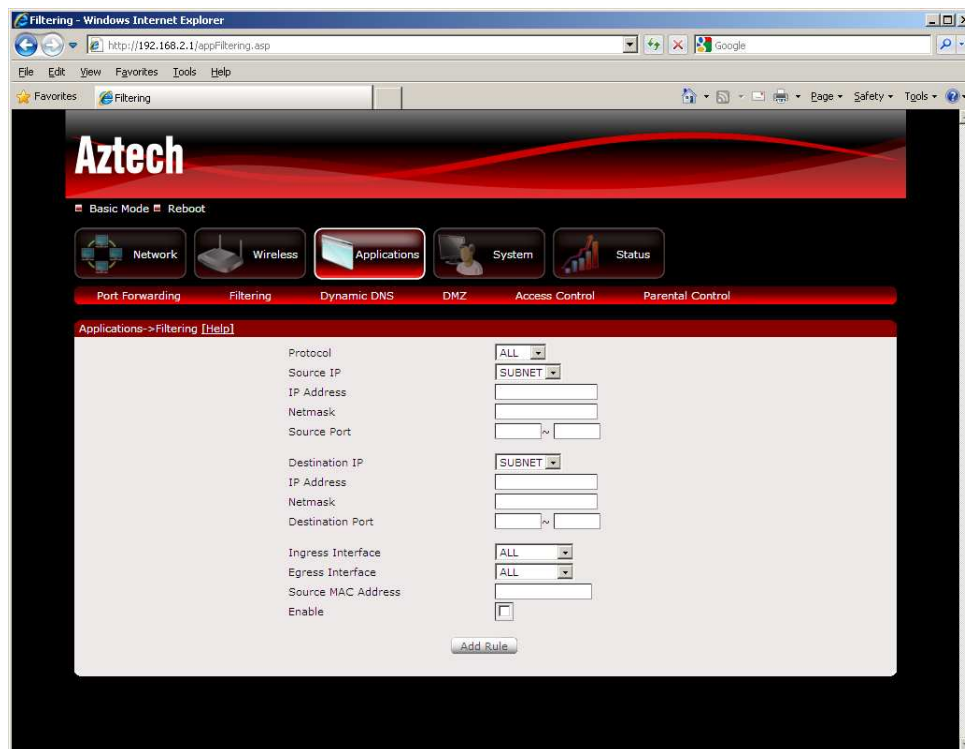 Filtering - Windows Internet Explorer
http://192.168.2.1/appFiltering.asp
Google
File Edit View Favorites Tools Help
Favorites Filtering Page Safety Tools
Aztech
Basic Mode Reboot
Network Wireless Applications System Status
Port Forwarding Filtering Dynamic DNS DMZ Access Control Parental Control
Applications->Filtering [Help]
Protocol ALL
Source IP SUBNET
IP Address
Netmask
Source Port ~
Destination IP SUBNET
IP Address
Netmask
Destination Port ~
Ingress Interface ALL
Egress Interface ALL
Source MAC Address
Enable
Add Rule